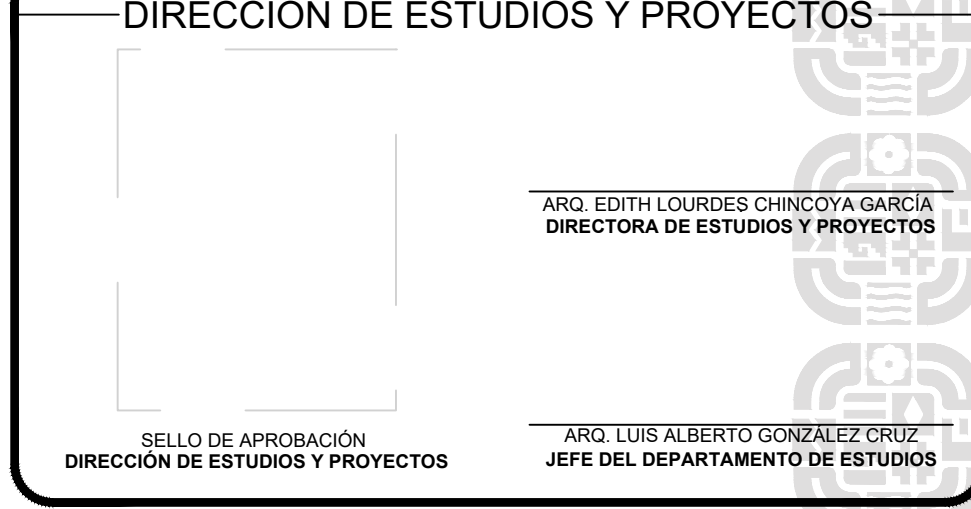 DIRECCIÓN DE ESTUDIOS Y PROYECTOS
ARQ. EDITH LOURDES CHINCOYA GARCÍA
DIRECTORA DE ESTUDIOS Y PROYECTOS
SELLO DE APROBACIÓN
DIRECCIÓN DE ESTUDIOS Y PROYECTOS
ARQ. LUIS ALBERTO GONZÁLEZ CRUZ
JEFE DEL DEPARTAMENTO DE ESTUDIOS